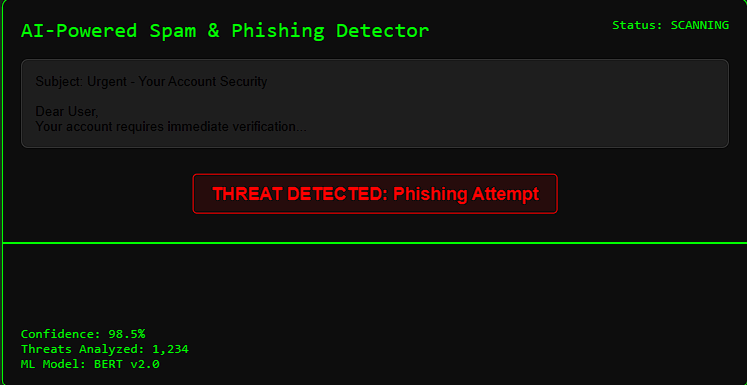 AI-Powered Spam & Phishing Detector
Status: SCANNING
Subject: Urgent - Your Account Security
Dear User,
Your account requires immediate verification...
THREAT DETECTED: Phishing Attempt
Confidence: 98.5%
Threats Analyzed: 1,234
ML Model: BERT v2.0